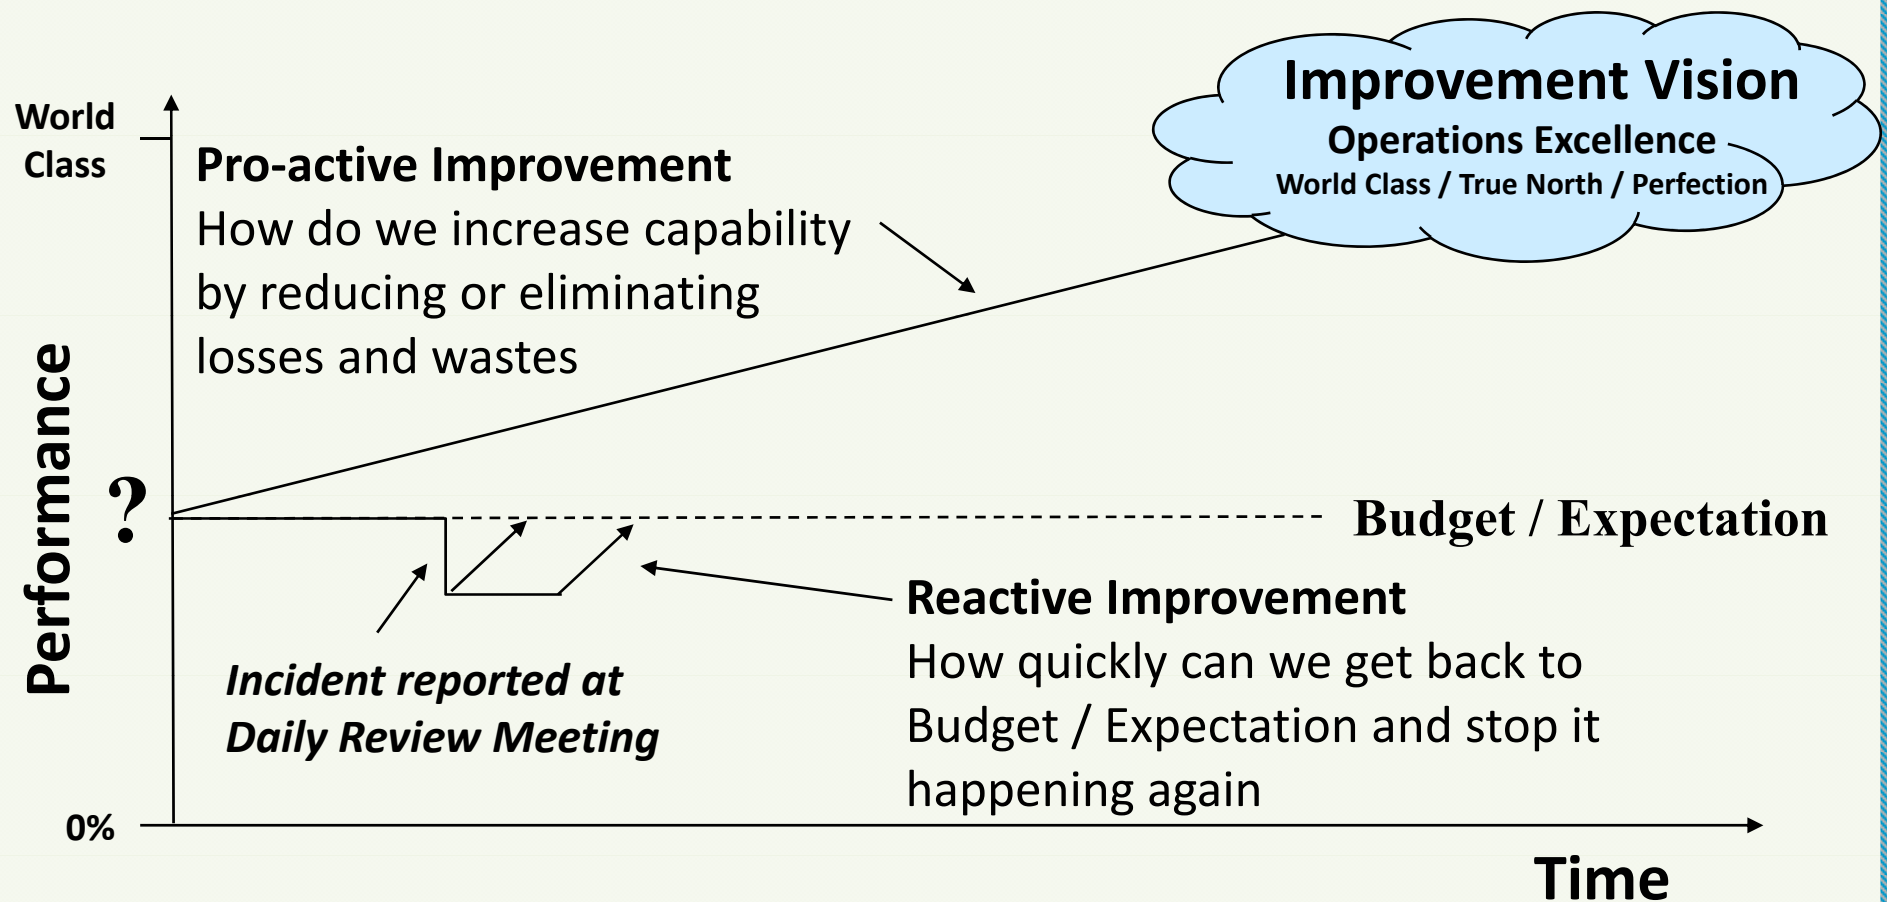 Improvement Vision
Operations Excellence
World Class / True North / Perfection
World
Class
Pro-active Improvement
How do we increase capability
by reducing or eliminating
losses and wastes
Performance
?
Budget / Expectation
Reactive Improvement
How quickly can we get back to
Budget / Expectation and stop it
happening again
Incident reported at
Daily Review Meeting
0%
Time